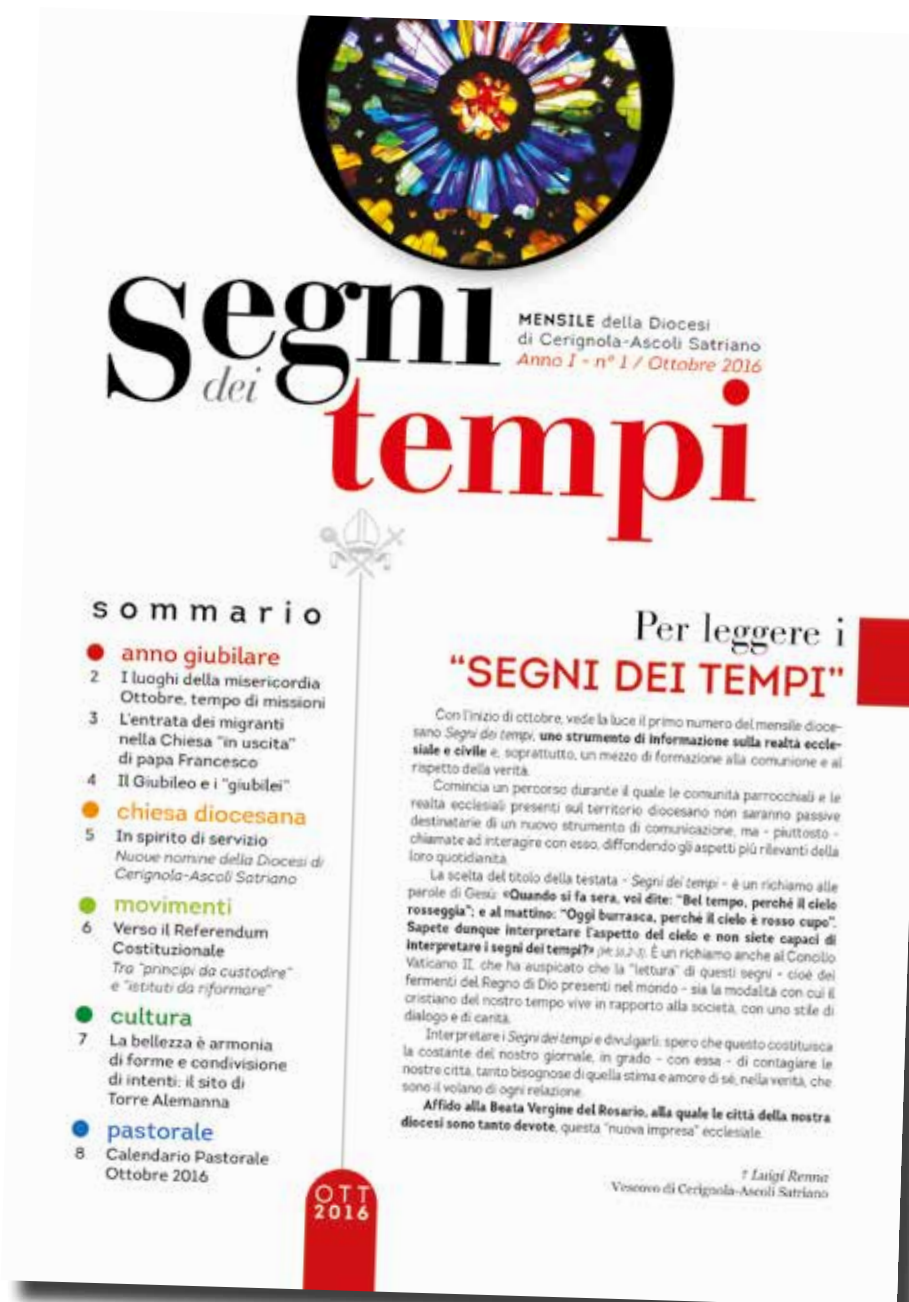 Segni
dei
tempi
MENSILE della Diocesi
di Cerignola-Ascoli Satriano
Anno I - n° 1 / Ottobre 2016
sommario
anno giubilare
2 I luoghi della misericordia
Ottobre, tempo di missioni
3 L'entrata dei migranti
nella Chiesa "in uscita"
di papa Francesco
4 Il Giubileo e i "giubilei"
chiesa diocesana
5 In spirito di servizio
Nuove nomine della Diocesi di
Cerignola-Ascoli Satriano
movimenti
6 Verso il Referendum
Costituzionale
Tra "principi da custodire"
e "istituti da riformare"
cultura
7 La bellezza è armonia
di forme e condivisione
di intenti: il sito di
Torre Alemanna
pastorale
8 Calendario Pastorale
Ottobre 2016
OTT
2016
Per leggere i
"SEGNI DEI TEMPI"
Con l'inizio di ottobre, vede la luce il primo numero del mensile dioce-
sano Segni dei tempi, uno strumento di informazione sulla realtà eccle-
siale e civile e, soprattutto, un mezzo di formazione alla comunione e al
rispetto della verità.
Comincia un percorso durante il quale le comunità parrocchiali e le
realtà ecclesiali presenti sul territorio diocesano non saranno passive
destinatarie di un nuovo strumento di comunicazione, ma - piuttosto -
chiamate ad interagire con esso, diffondendo gli aspetti più rilevanti della
loro quotidianità.
La scelta del titolo della testata - Segni dei tempi - è un richiamo alle
parole di Gesù: «Quando si fa sera, voi dite: "Bel tempo, perché il cielo
rosseggia"; e al mattino: "Oggi burrasca, perché il cielo è rosso cupo".
Sapete dunque interpretare l'aspetto del cielo e non siete capaci di
interpretare i segni dei tempi?» (Mt 16,2-3). È un richiamo anche al Concilio
Vaticano II, che ha auspicato che la "lettura" di questi segni - cioè dei
fermenti del Regno di Dio presenti nel mondo - sia la modalità con cui il
cristiano del nostro tempo vive in rapporto alla società, con uno stile di
dialogo e di carità.
Interpretare i Segni dei tempi e divulgarli: spero che questo costituisca
la costante del nostro giornale, in grado - con essa - di contagiare le
nostre città, tanto bisognose di quella stima e amore di sé, nella verità, che
sono il volano di ogni relazione.
Affido alla Beata Vergine del Rosario, alla quale le città della nostra
diocesi sono tanto devote, questa "nuova impresa" ecclesiale.
† Luigi Renna
Vescovo di Cerignola-Ascoli Satriano